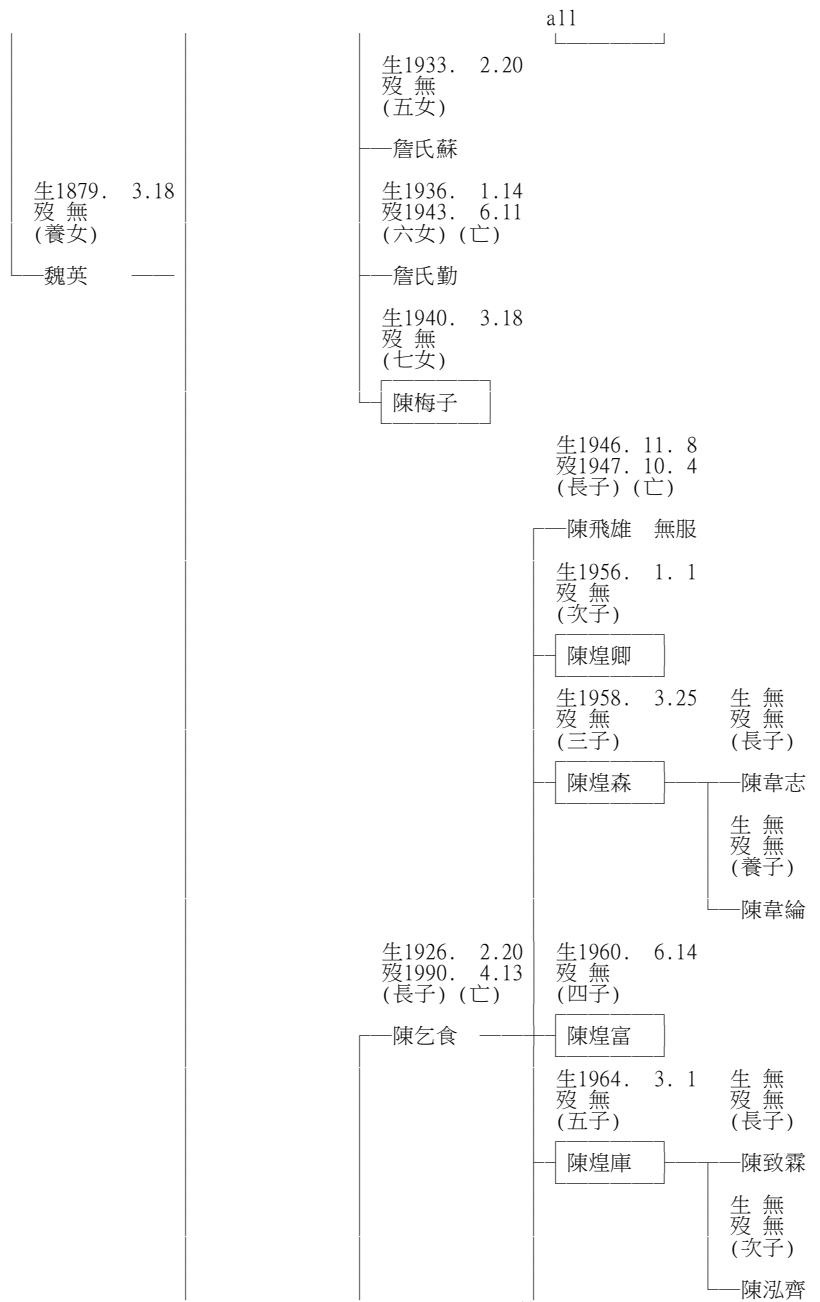 all
生1933. 2.20
歿 無
(五女)
詹氏蘇
生1879. 3.18 生1936. 1.14
歿 無 歿1943. 6.11
(養女) (六女)(亡)
魏英 詹氏勤
生1940. 3.18
歿 無
(七女)
陳梅子
生1946. 11. 8
歿1947. 10. 4
(長子)(亡)
陳飛雄 無服
生1956. 1. 1
歿 無
(次子)
陳煌卿
生1958. 3.25 生 無
歿 無 歿 無
(三子) (長子)
陳煌森 陳韋志
生 無
歿 無
(養子)
陳韋綸
生1926. 2.20 生1960. 6.14
歿1990. 4.13 歿 無
(長子)(亡) (四子)
陳乞食 陳煌富
生1964. 3. 1 生 無
歿 無 歿 無
(五子) (長子)
陳煌庫 陳致霖
生 無
歿 無
(次子)
陳泓齊